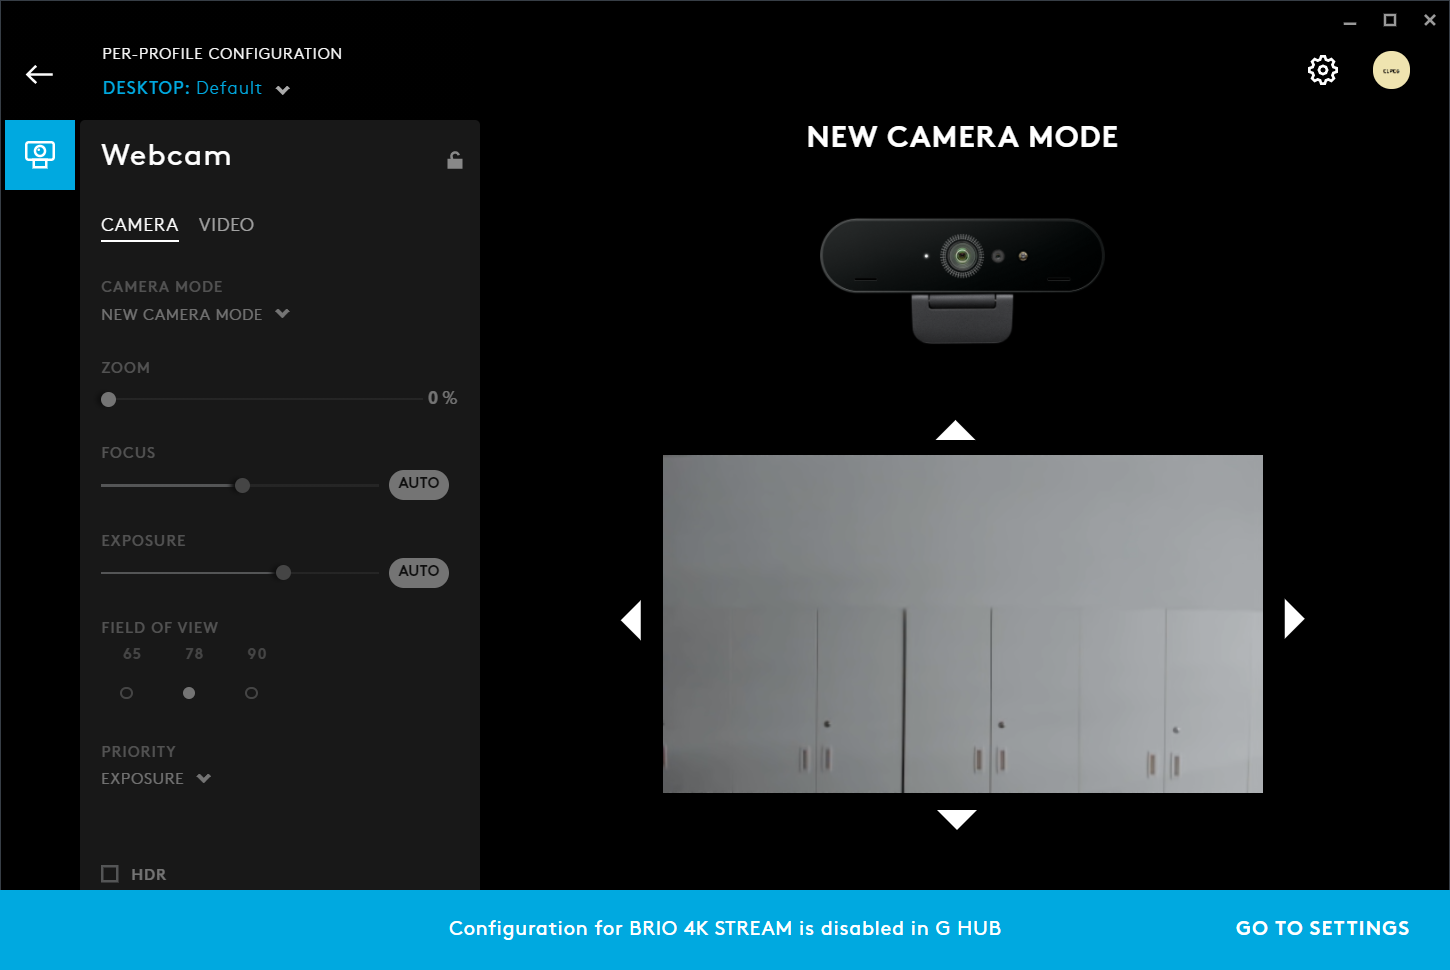 PER-PROFILE CONFIGURATION
DESKTOP: Default
Webcam
CAMERA VIDEO
CAMERA MODE
NEW CAMERA MODE
ZOOM
0 %
FOCUS
AUTO
EXPOSURE
AUTO
FIELD OF VIEW
65 78 90
PRIORITY
EXPOSURE
HDR
NEW CAMERA MODE
Configuration for BRIO 4K STREAM is disabled in G HUB
GO TO SETTINGS